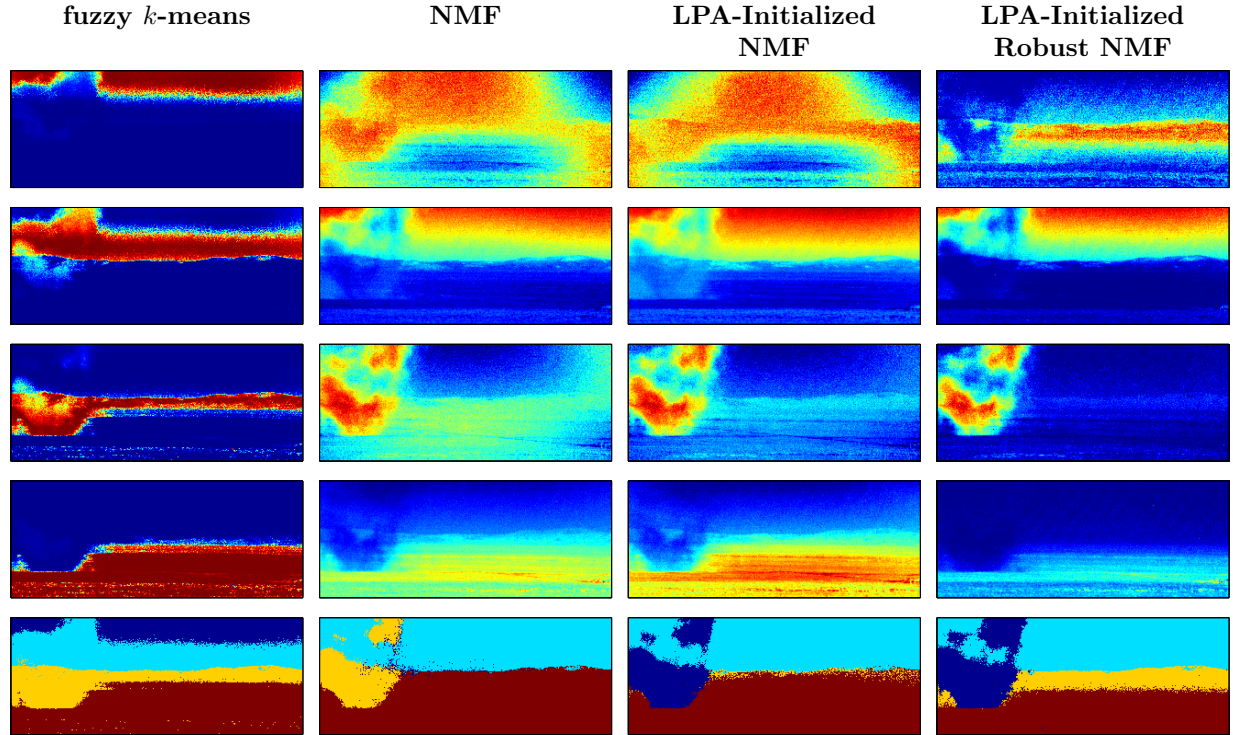 fuzzy k-means
NMF
LPA-Initialized
NMF
LPA-Initialized
Robust NMF